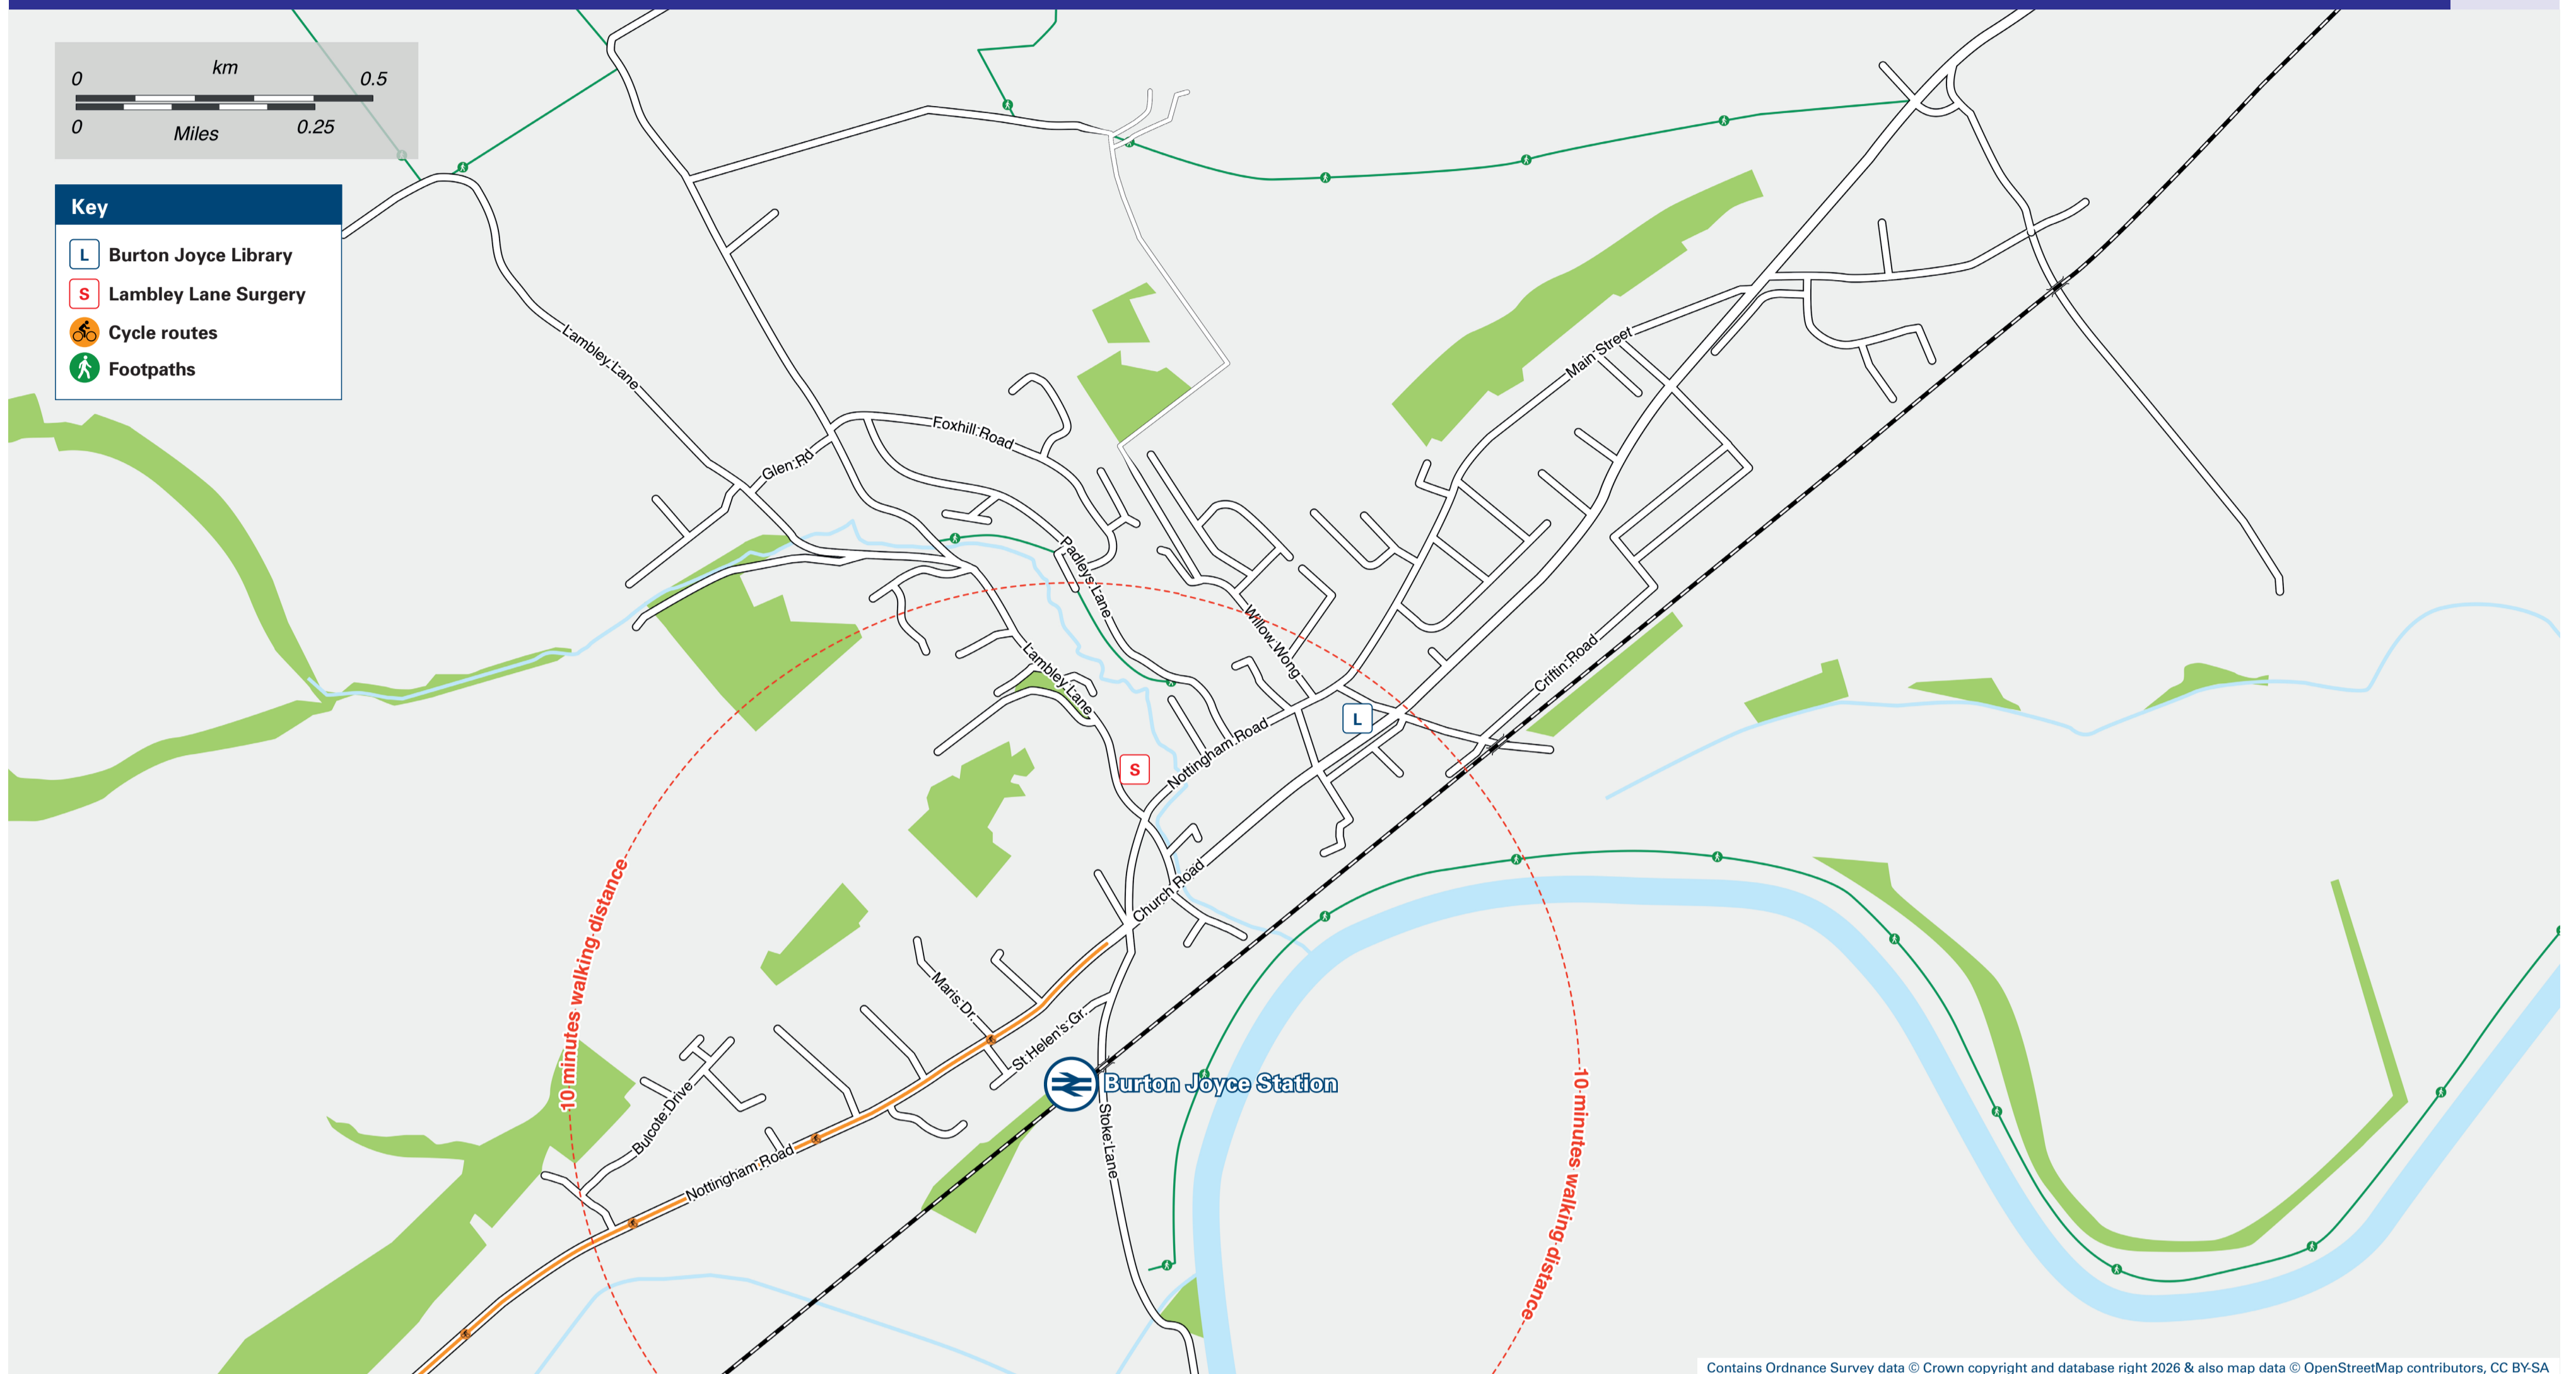 km
0 0.5
0 0.25
Miles
Key
L Burton Joyce Library
S Lambley Lane Surgery
Cycle routes
Footpaths
Lambley Lane
Glen Rd
Foxhill Road
Main Street
Padleys Lane
Willow Wong
Lambley Lane
Criftin Road
L
S
Nottingham Road
Church Road
10 minutes walking distance
Maris Dr.
St Helen's Gr.
Burton Joyce Station
Bulcote Drive
Nottingham Road
Stoke Lane
10 minutes walking distance
Contains Ordnance Survey data © Crown copyright and database right 2026 & also map data © OpenStreetMap contributors, CC BY-SA